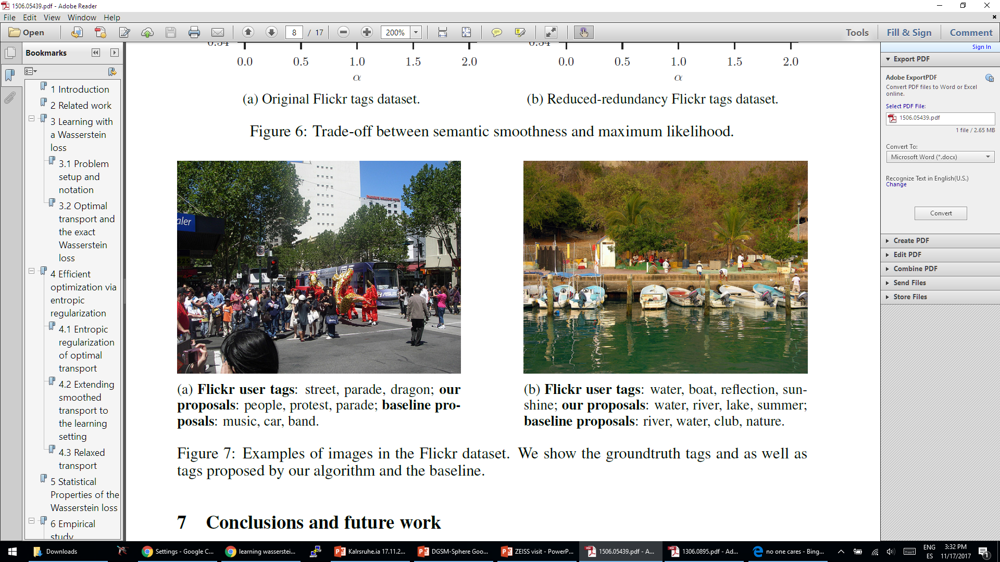 1506.05439.pdf - Adobe Reader
File Edit View Window Help
Open
8 / 17
200%
Tools Fill & Sign Comment
Bookmarks
1 Introduction
2 Related work
3 Learning with
a Wasserstein
loss
3.1 Problem
setup and
notation
3.2 Optimal
transport and
the exact
Wasserstein
loss
4 Efficient
optimization via
entropic
regularization
4.1 Entropic
regularization
of optimal
transport
4.2 Extending
smoothed
transport to
the learning
setting
4.3 Relaxed
transport
5 Statistical
Properties of the
Wasserstein loss
6 Empirical
study
0.54 0.54
0.0 0.5 1.0 1.5 2.0
α
0.0 0.5 1.0 1.5 2.0
α
(a) Original Flickr tags dataset.
(b) Reduced-redundancy Flickr tags dataset.
Figure 6: Trade-off between semantic smoothness and maximum likelihood.
aler
30
ASUS
(a) Flickr user tags: street, parade, dragon; our
proposals: people, protest, parade; baseline pro-
posals: music, car, band.
(b) Flickr user tags: water, boat, reflection, sun-
shine; our proposals: water, river, lake, summer;
baseline proposals: river, water, club, nature.
Figure 7: Examples of images in the Flickr dataset. We show the groundtruth tags and as well as
tags proposed by our algorithm and the baseline.
7 Conclusions and future work
Sign In
Export PDF
Adobe ExportPDF
Convert PDF files to Word or Excel
online.
Select PDF File:
1506.05439.pdf
1 file / 2.65 MB
Convert To:
Microsoft Word (*.docx)
Recognize Text in English(U.S.)
Change
Convert
Create PDF
Edit PDF
Combine PDF
Send Files
Store Files
Downloads
Settings - Google C...
learning wasserstei...
Kalrsruhe.ia 17.11.2...
DGSM-Sphere Goo...
ZEISS visit - PowerP...
1506.05439.pdf - A...
1306.0895.pdf - Ad...
no one cares - Bing...
ENG
ES
3:32 PM
11/17/2017
1